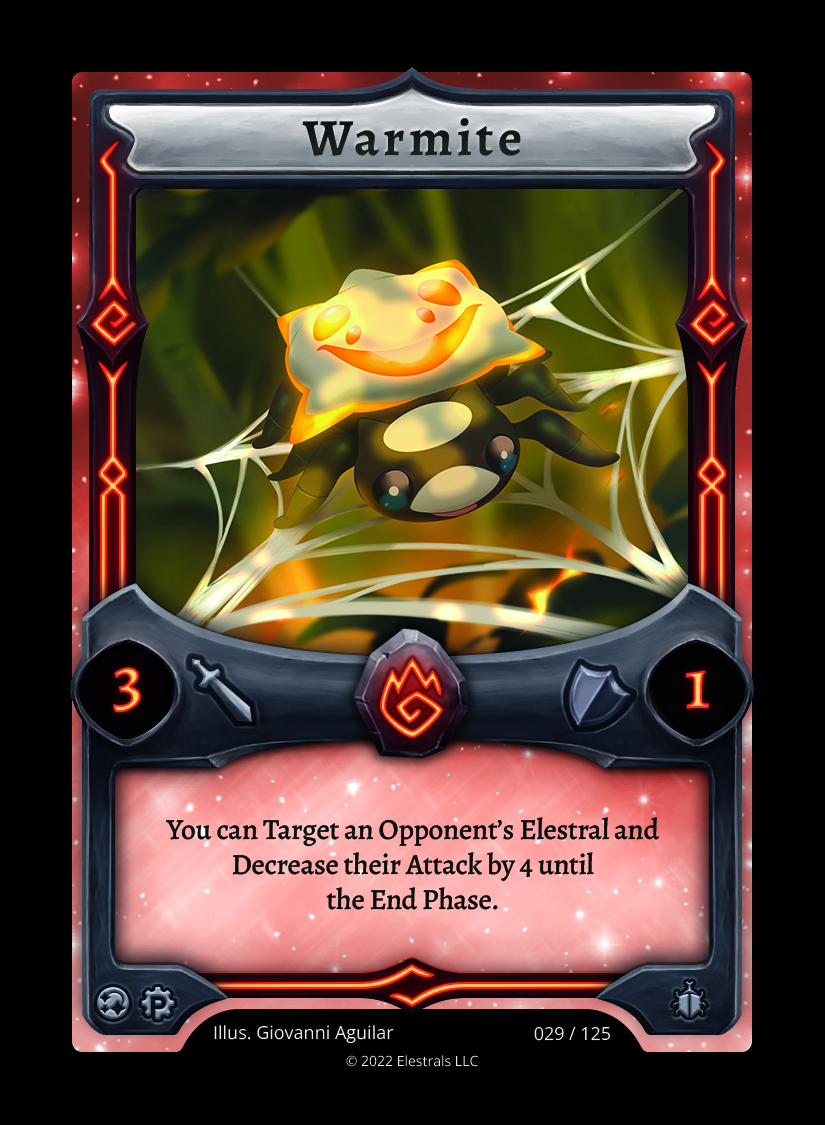 Warmite
3
1
You can Target an Opponent's Elestral and
Decrease their Attack by 4 until
the End Phase.
P
Illus. Giovanni Aguilar
029 / 125
© 2022 Elestrals LLC